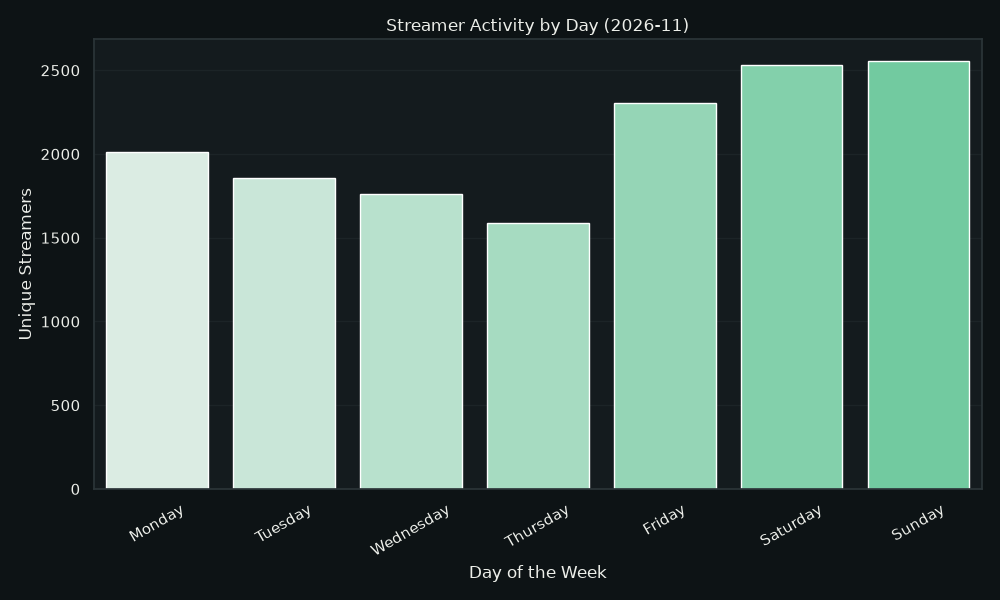 Streamer Activity by Day (2026-11)
Unique Streamers
2500
2000
1500
1000
500
0
Monday
Tuesday
Wednesday
Thursday
Friday
Saturday
Sunday
Day of the Week